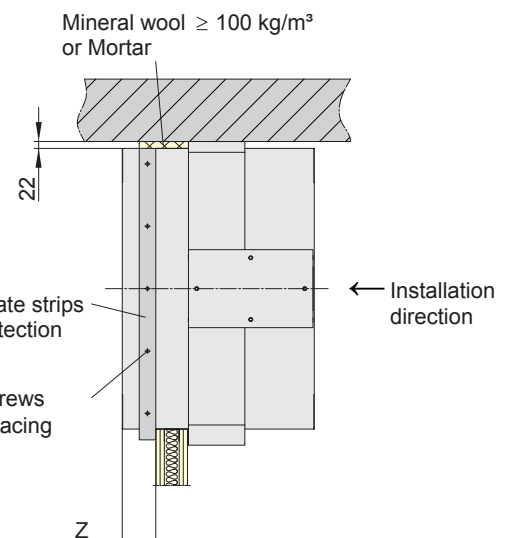 Mineral wool ≥ 100 kg/m³
or Mortar
22
Installation
direction
ate strips
tection
rews
acing
Z